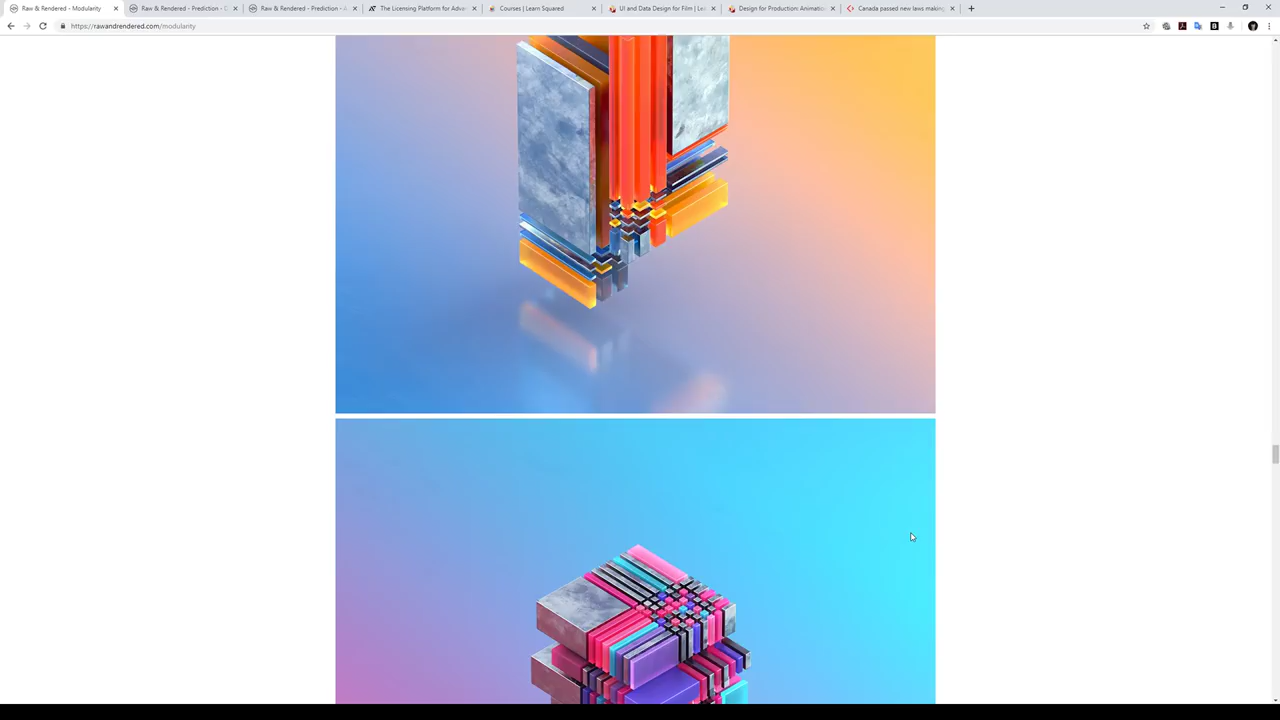 Raw & Rendered - Modularity
Raw & Rendered - Prediction - D
Raw & Rendered - Prediction - A
The Licensing Platform for Adve
Courses | Learn Squared
UI and Data Design for Film | Lea
Design for Production: Animatio
Canada passed new laws making
https://rawandrendered.com/modularity